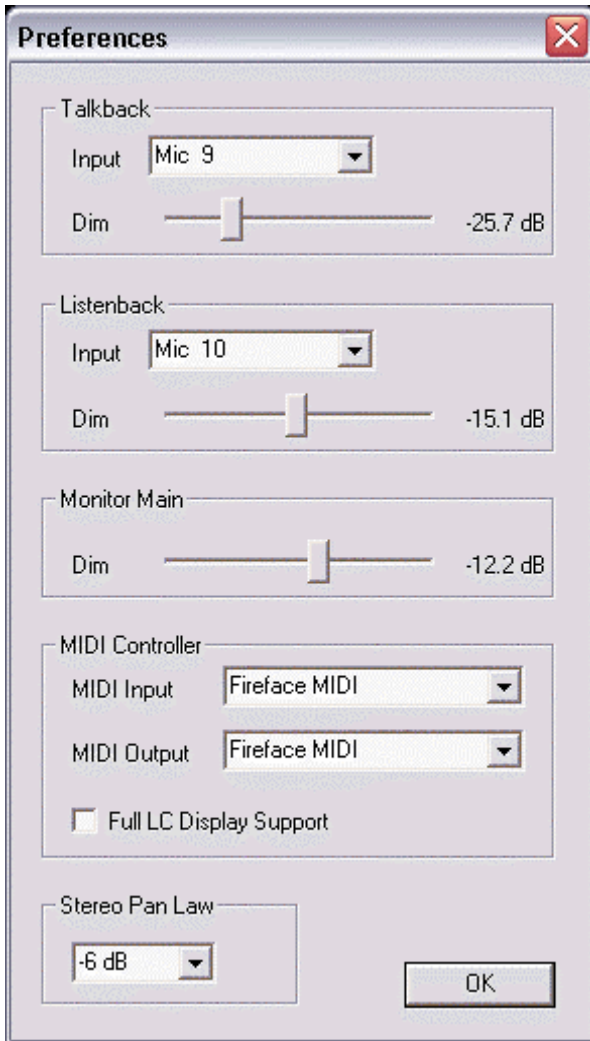 Preferences
Talkback
Input Mic 9
Dim -25.7 dB
Listenback
Input Mic 10
Dim -15.1 dB
Monitor Main
Dim -12.2 dB
MIDI Controller
MIDI Input Fireface MIDI
MIDI Output Fireface MIDI
Full LC Display Support
Stereo Pan Law
-6 dB
OK